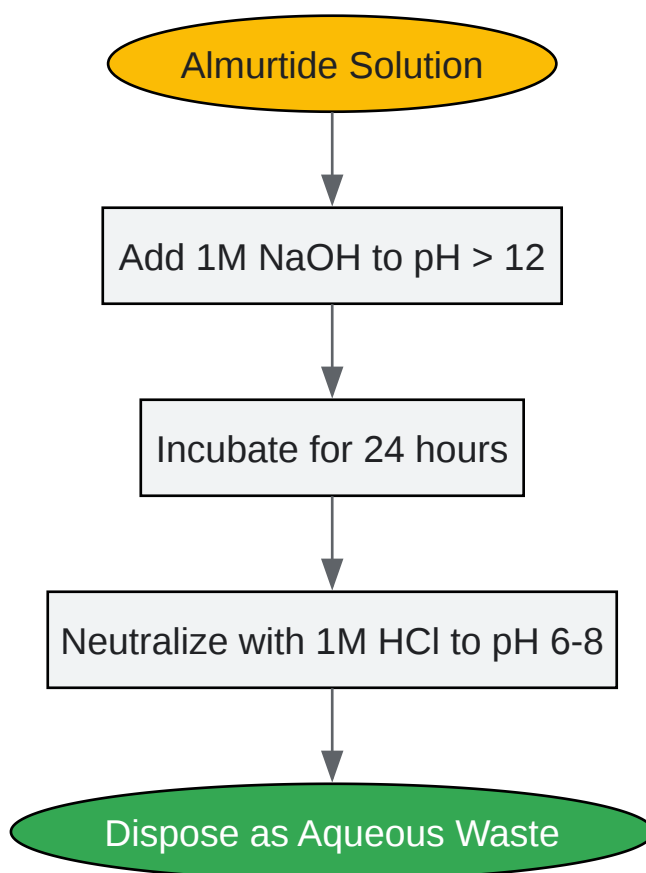 Almurtide Solution
Add 1M NaOH to pH > 12
Incubate for 24 hours
Neutralize with 1M HCl to pH 6-8
Dispose as Aqueous Waste